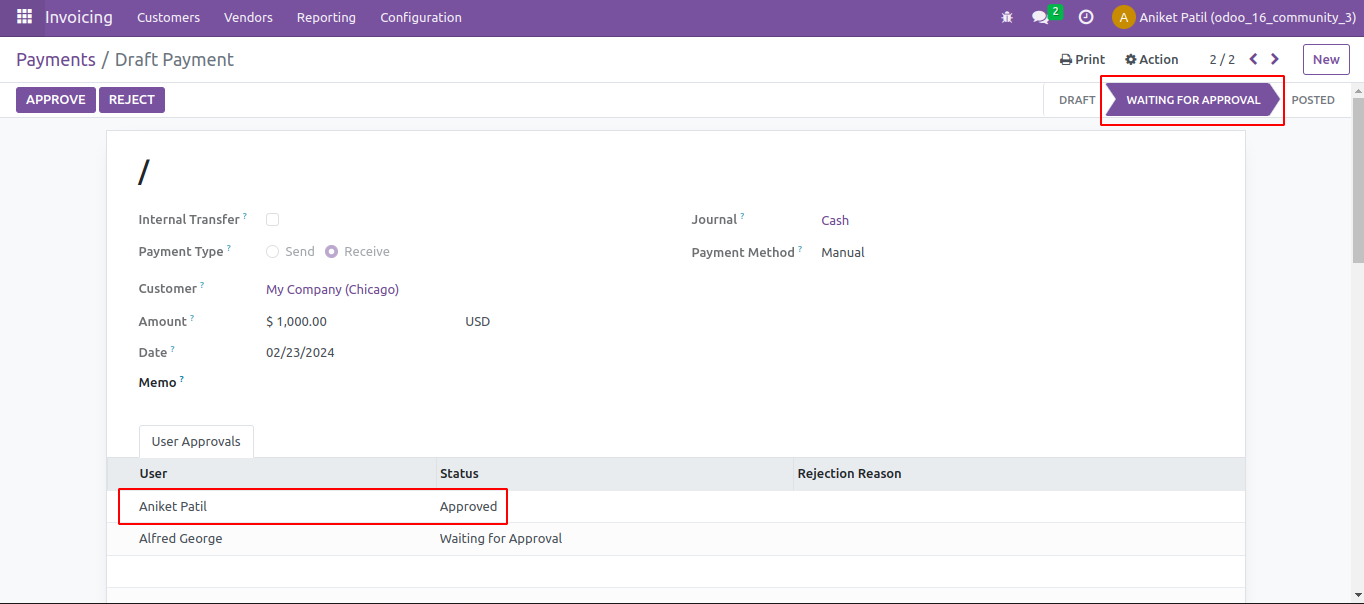 Invoicing Customers Vendors Reporting Configuration 2 A Aniket Patil (odoo_16_community_3)
Payments / Draft Payment Print Action 2 / 2 New
APPROVE REJECT DRAFT WAITING FOR APPROVAL POSTED
/
Internal Transfer ? Journal ? Cash
Payment Type ? Send Receive Payment Method ? Manual
Customer ? My Company (Chicago)
Amount ? $ 1,000.00 USD
Date ? 02/23/2024
Memo ?
User Approvals
User Status Rejection Reason
Aniket Patil Approved
Alfred George Waiting for Approval